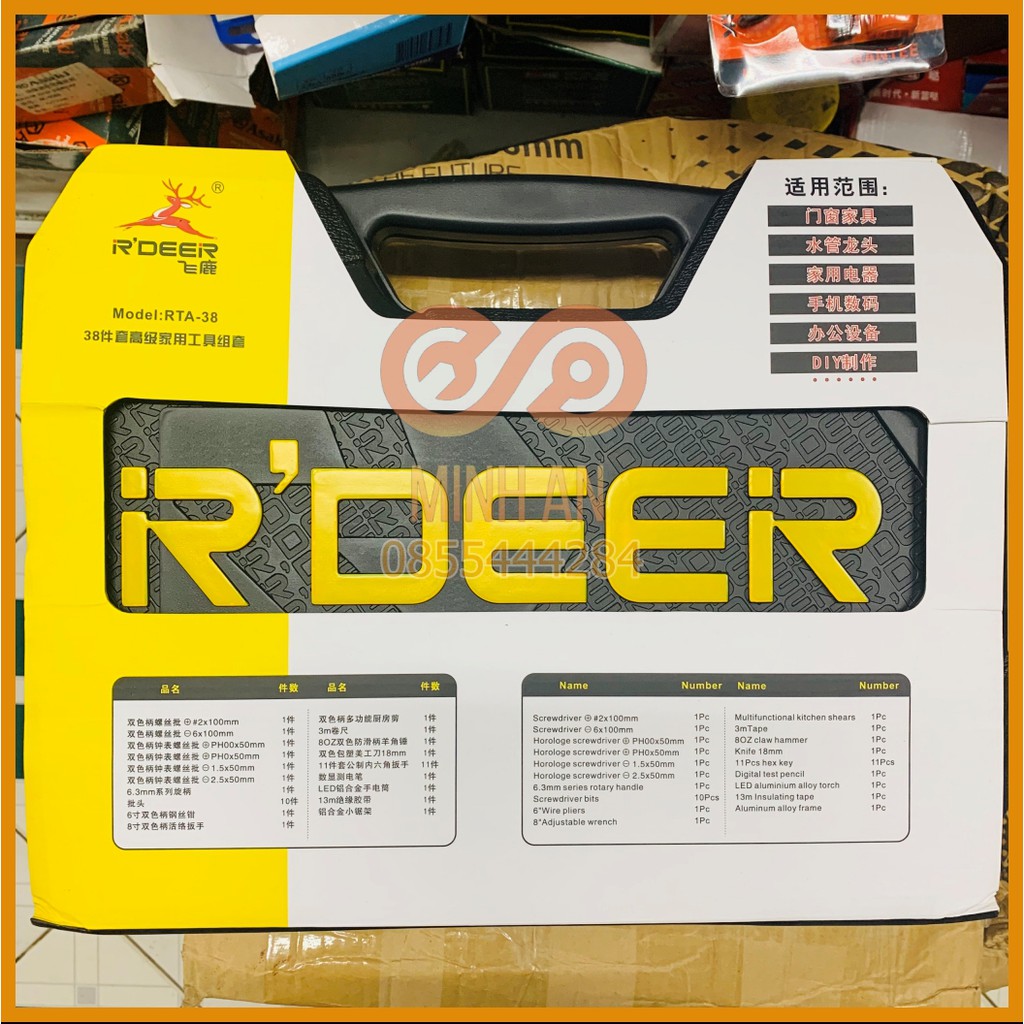 Asaki
Asaki
mm
THE FUTURE
R'DEER
®
飞鹿
Model:RTA-38
38件套高级家用工具组套
适用范围:
门窗家具
水管龙头
家用电器
手机数码
办公设备
DIY制作
......
R'DEER
MINH AN
0855444284
品名 件数 品名 件数
双色柄螺丝批⊕#2x100mm 1件
双色柄螺丝批⊖6x100mm 1件
双色柄钟表螺丝批⊕PH00x50mm 1件
双色柄钟表螺丝批⊕PH0x50mm 1件
双色柄钟表螺丝批⊖1.5x50mm 1件
双色柄钟表螺丝批⊖2.5x50mm 1件
6.3mm系列旋柄 1件
批头 10件
6寸双色柄钢丝钳 1件
8寸双色柄活络扳手 1件
双色柄多功能厨房剪 1件
3m卷尺 1件
8OZ双色防滑柄羊角锤 1件
双色包塑美工刀18mm 1件
11件套公制内六角扳手 11件
数显测电笔 1件
LED铝合金手电筒 1件
13m绝缘胶带 1件
铝合金小锯架 1件
Name Number Name Number
Screwdriver ⊕#2x100mm 1Pc
Screwdriver ⊖6x100mm 1Pc
Horologe screwdriver ⊕PH00x50mm 1Pc
Horologe screwdriver ⊕PH0x50mm 1Pc
Horologe screwdriver ⊖1.5x50mm 1Pc
Horologe screwdriver ⊖2.5x50mm 1Pc
6.3mm series rotary handle 1Pc
Screwdriver bits 10Pcs
6"Wire pliers 1Pc
8"Adjustable wrench 1Pc
Multifunctional kitchen shears 1Pc
3mTape 1Pc
8OZ claw hammer 1Pc
Knife 18mm 1Pc
11Pcs hex key 11Pcs
Digital test pencil 1Pc
LED aluminium alloy torch 1Pc
13m Insulating tape 1Pc
Aluminum alloy frame 1Pc